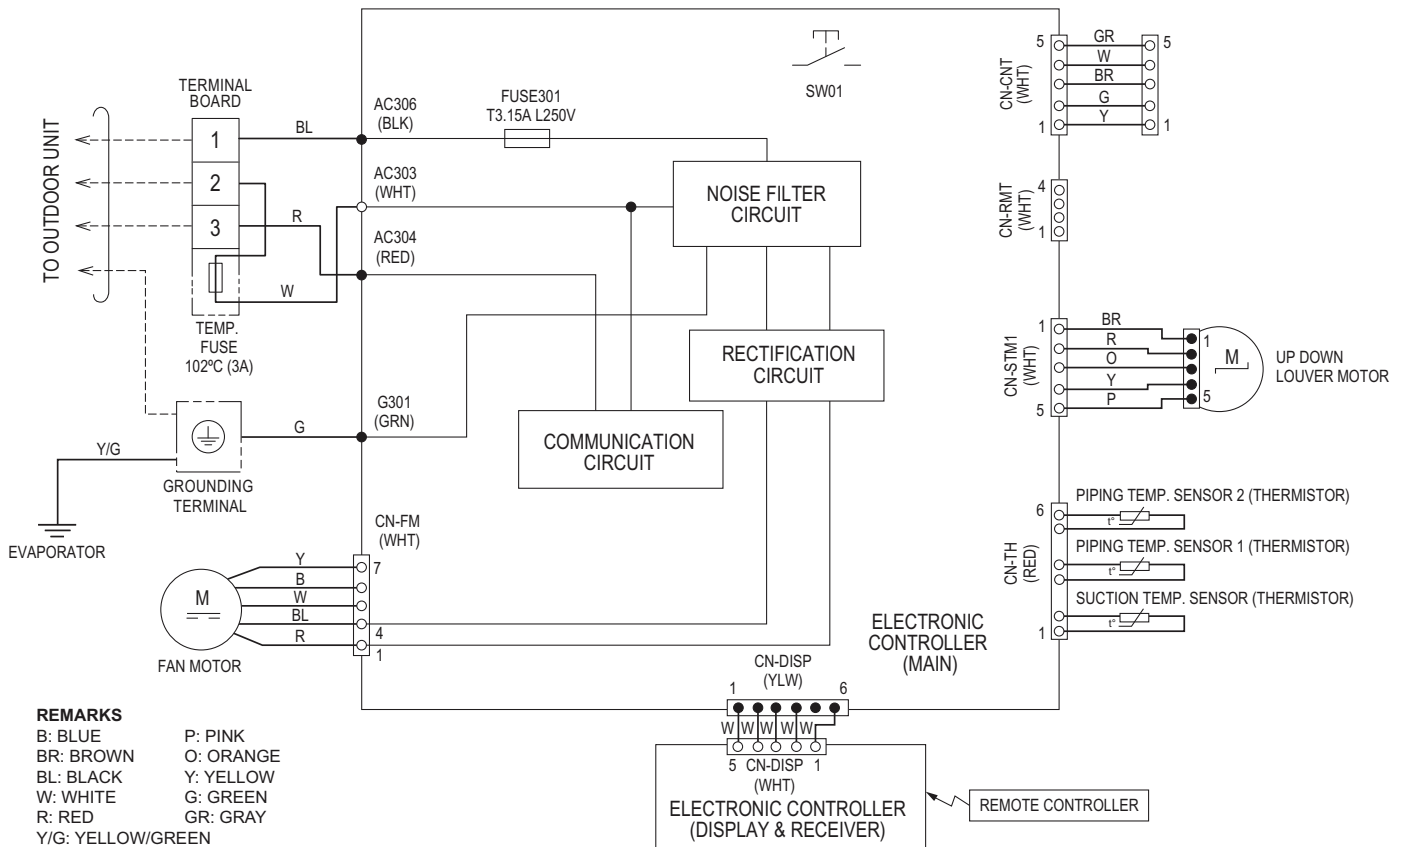 TERMINAL
BOARD
TO OUTDOOR UNIT
1
2
3
BL
R
W
TEMP.
FUSE
102ºC (3A)
AC306
(BLK)
FUSE301
T3.15A L250V
AC303
(WHT)
AC304
(RED)
SW01
NOISE FILTER
CIRCUIT
RECTIFICATION
CIRCUIT
COMMUNICATION
CIRCUIT
G301
(GRN)
G
Y/G
GROUNDING
TERMINAL
EVAPORATOR
CN-FM
(WHT)
Y
B
W
BL
R
7
4
1
M
FAN MOTOR
CN-CNT
(WHT)
5
1
GR
W
BR
G
Y
5
1
CN-RMT
(WHT)
4
1
CN-STM1
(WHT)
1
5
BR
R
O
Y
P
1
5
M
UP DOWN
LOUVER MOTOR
CN-TH
(RED)
6
1
PIPING TEMP. SENSOR 2 (THERMISTOR)
t°
PIPING TEMP. SENSOR 1 (THERMISTOR)
t°
SUCTION TEMP. SENSOR (THERMISTOR)
t°
ELECTRONIC
CONTROLLER
(MAIN)
CN-DISP
(YLW)
1 6
W W W W W
5 CN-DISP 1
(WHT)
ELECTRONIC CONTROLLER
(DISPLAY & RECEIVER)
REMOTE CONTROLLER
REMARKS
B: BLUE P: PINK
BR: BROWN O: ORANGE
BL: BLACK Y: YELLOW
W: WHITE G: GREEN
R: RED GR: GRAY
Y/G: YELLOW/GREEN